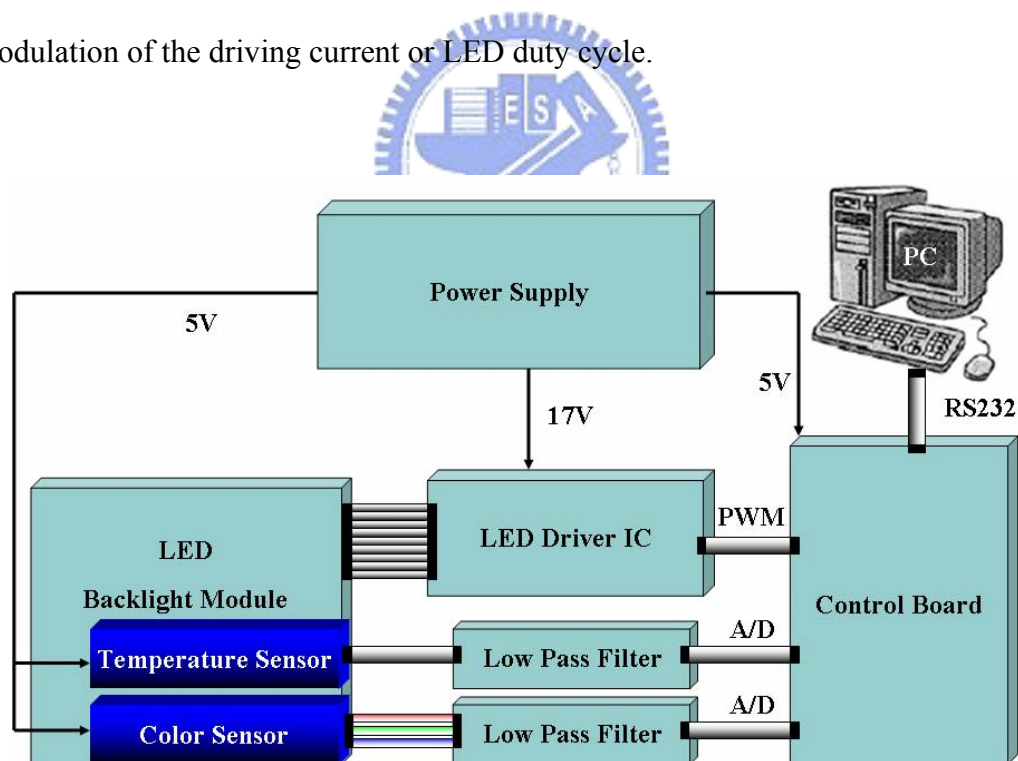 odulation of the driving current or LED duty cycle.
E S A
PC
Power Supply
5V
5V
17V
RS232
PWM
LED Driver IC
LED
Backlight Module
Control Board
A/D
Temperature Sensor
Low Pass Filter
A/D
Color Sensor
Low Pass Filter